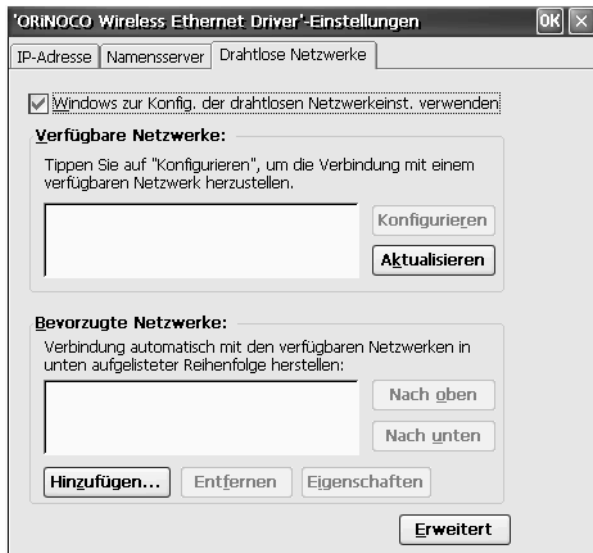 'ORiNOCO Wireless Ethernet Driver'-Einstellungen OK ×
IP-Adresse Namensserver Drahtlose Netzwerke
Windows zur Konfig. der drahtlosen Netzwerkeinst. verwenden
Verfügbare Netzwerke:
Tippen Sie auf "Konfigurieren", um die Verbindung mit einem
verfügbaren Netzwerk herzustellen.
Konfigurieren
Aktualisieren
Bevorzugte Netzwerke:
Verbindung automatisch mit den verfügbaren Netzwerken in
unten aufgelisteter Reihenfolge herstellen:
Nach oben
Nach unten
Hinzufügen... Entfernen Eigenschaften
Erweitert